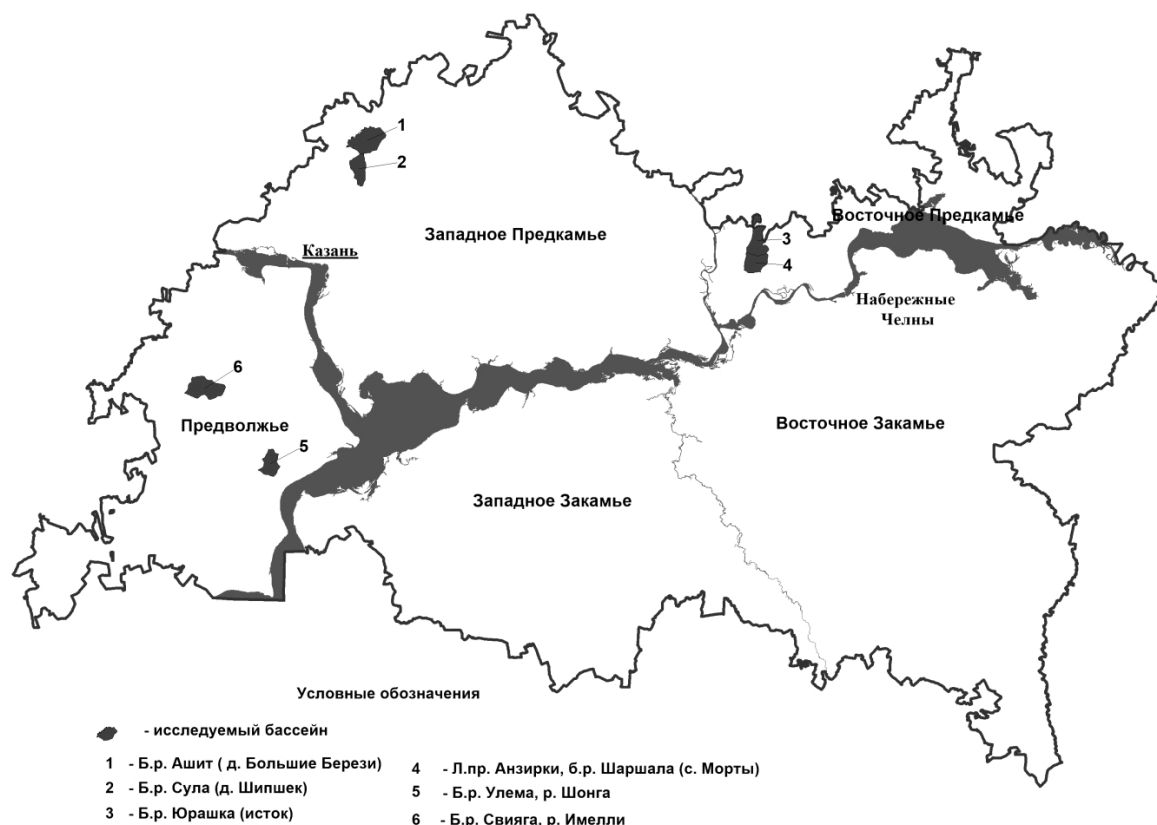 1
2
Западное Предкамье
Восточное Предкамье
3
4
Казань
Набережные
Челны
6
Предволжье
5
Восточное Закамье
Западное Закамье
Условные обозначения
- исследуемый бассейн
1 - Б.р. Ашит ( д. Большие Берези)
2 - Б.р. Сула (д. Шипшек)
3 - Б.р. Юрашка (исток)
4 - Л.пр. Анзирки, б.р. Шаршала (с. Морты)
5 - Б.р. Улема, р. Шонга
6 - Б.р. Свияга, р. Имелли